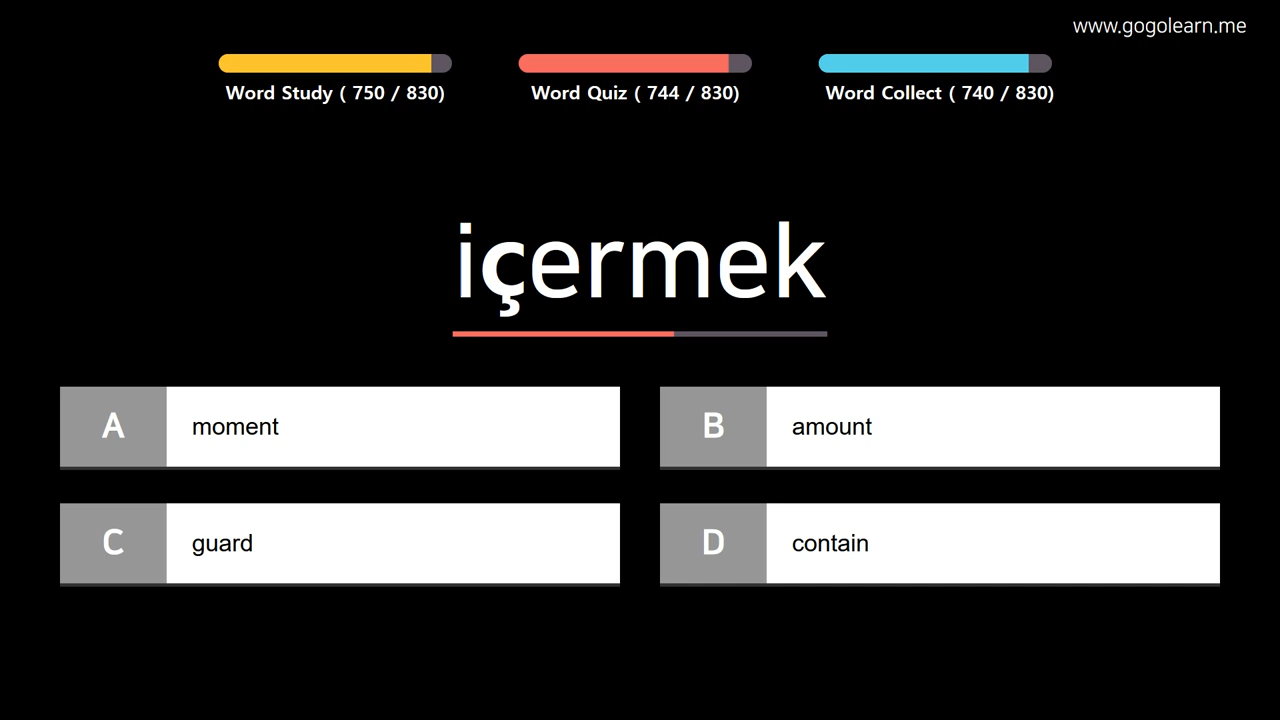 www.gogolearn.me
Word Study ( 750 / 830)
Word Quiz ( 744 / 830)
Word Collect ( 740 / 830)
içermek
A moment
B amount
C guard
D contain